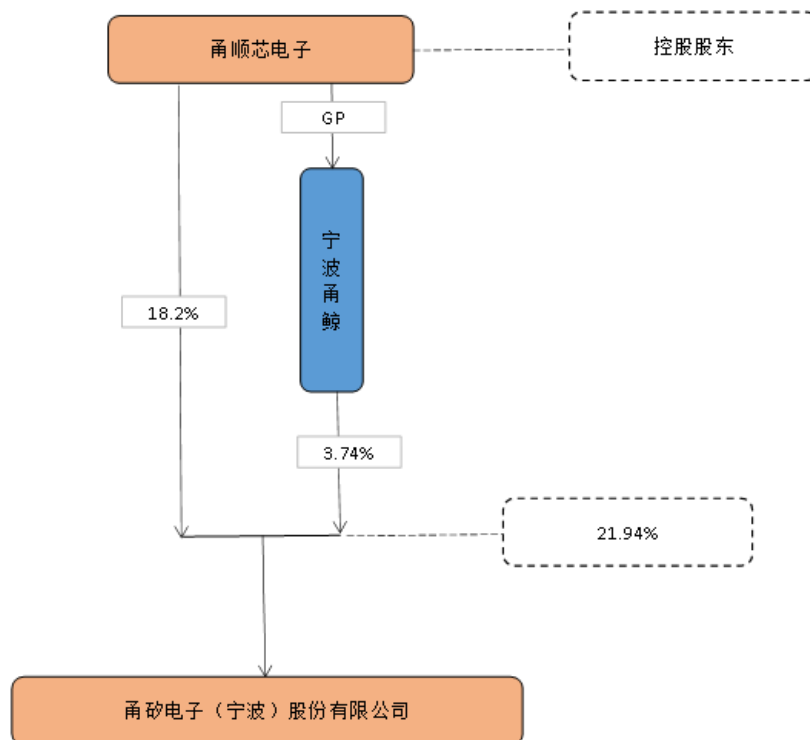 甬顺芯电子
控股股东
GP
宁波甬鲸
18.2%
3.74%
21.94%
甬矽电子（宁波）股份有限公司